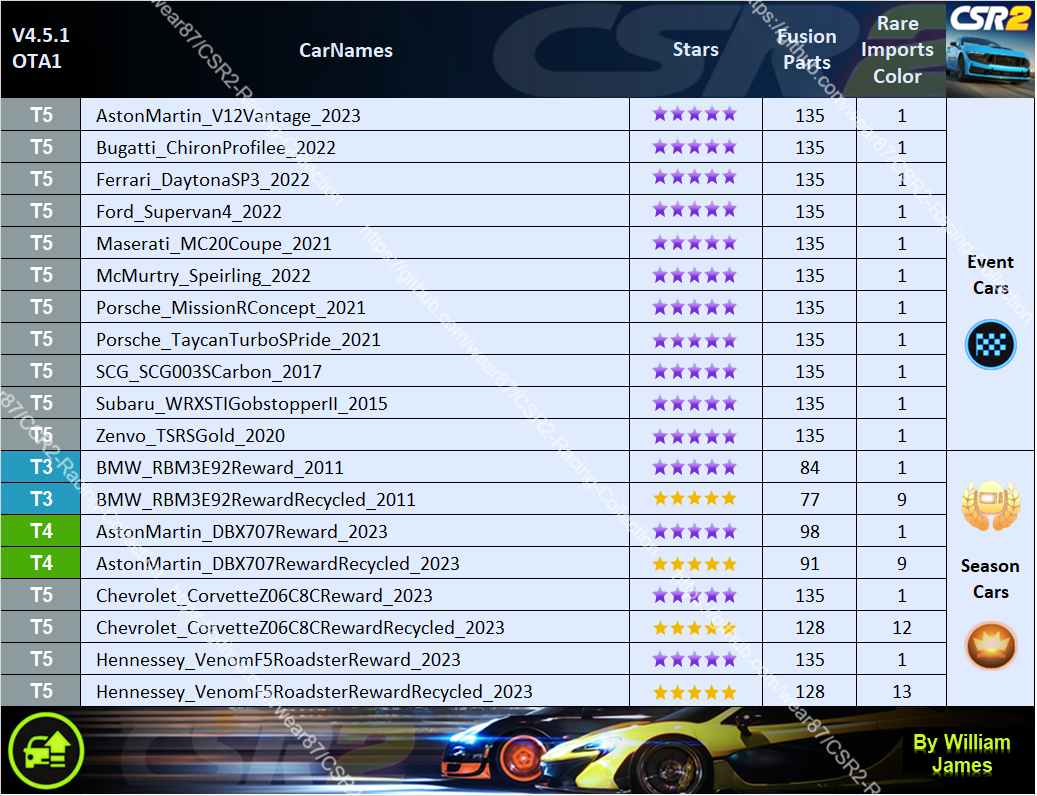 V4.5.1
OTA1
CarNames
Stars
Fusion
Parts
Rare
Imports
Color
CSR2
T5 AstonMartin_V12Vantage_2023 ★★★★★ 135 1
T5 Bugatti_ChironProfilee_2022 ★★★★★ 135 1
T5 Ferrari_DaytonaSP3_2022 ★★★★★ 135 1
T5 Ford_Supervan4_2022 ★★★★★ 135 1
T5 Maserati_MC20Coupe_2021 ★★★★★ 135 1
T5 McMurtry_Speirling_2022 ★★★★★ 135 1
T5 Porsche_MissionRConcept_2021 ★★★★★ 135 1
T5 Porsche_TaycanTurboSPride_2021 ★★★★★ 135 1
T5 SCG_SCG003SCarbon_2017 ★★★★★ 135 1
T5 Subaru_WRXSTIGobstopperII_2015 ★★★★★ 135 1
T5 Zenvo_TSRSGold_2020 ★★★★★ 135 1
Event
Cars
T3 BMW_RBM3E92Reward_2011 ★★★★★ 84 1
T3 BMW_RBM3E92RewardRecycled_2011 ★★★★★ 77 9
T4 AstonMartin_DBX707Reward_2023 ★★★★★ 98 1
T4 AstonMartin_DBX707RewardRecycled_2023 ★★★★★ 91 9
T5 Chevrolet_CorvetteZ06C8CReward_2023 ★★★★★ 135 1
T5 Chevrolet_CorvetteZ06C8CRewardRecycled_2023 ★★★★★ 128 12
T5 Hennessey_VenomF5RoadsterReward_2023 ★★★★★ 135 1
T5 Hennessey_VenomF5RoadsterRewardRecycled_2023 ★★★★★ 128 13
Season
Cars
CSR2
By William
James
https://github.com/wear87/CSR2-Racing-Collection